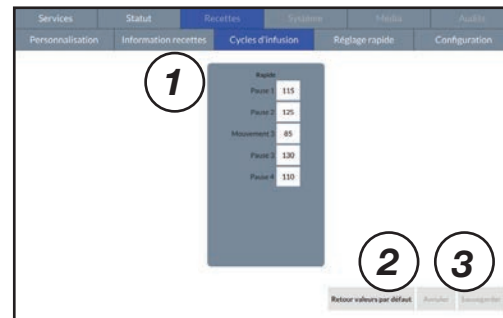 Services Statut Recettes Système Media Audits
Personnalisation Information recettes Cycles d'infusion Réglage rapide Configuration
1
Rapide
Pause 1 115
Pause 2 125
Mouvement 3 65
Pause 3 130
Pause 4 110
2 3
Retour valeurs par défaut Annuler Sauvegarder